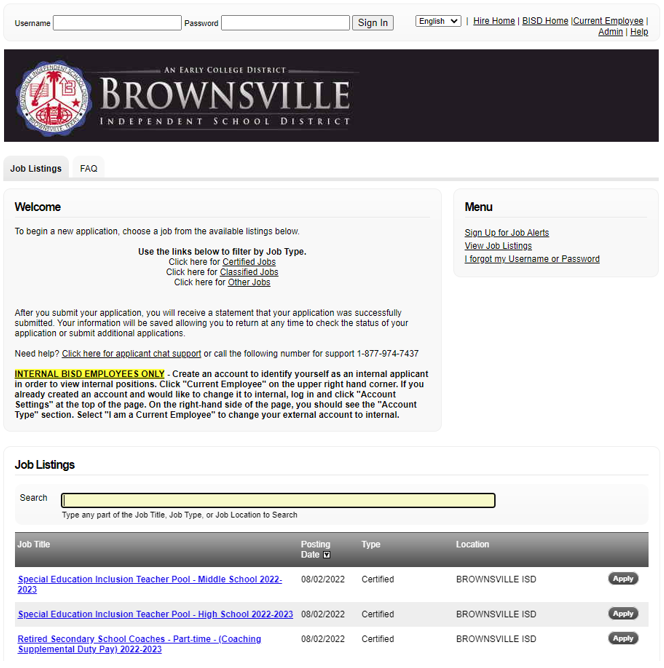 Username Password Sign In English | Hire Home | BISD Home |Current Employee |
Admin | Help
AN EARLY COLLEGE DISTRICT
BROWNSVILLE
INDEPENDENT SCHOOL DISTRICT
Job Listings FAQ
Welcome
To begin a new application, choose a job from the available listings below.
Use the links below to filter by Job Type.
Click here for Certified Jobs
Click here for Classified Jobs
Click here for Other Jobs
After you submit your application, you will receive a statement that your application was successfully
submitted. Your information will be saved allowing you to return at any time to check the status of your
application or submit additional applications.
Need help? Click here for applicant chat support or call the following number for support 1-877-974-7437
INTERNAL BISD EMPLOYEES ONLY - Create an account to identify yourself as an internal applicant
in order to view internal positions. Click "Current Employee" on the upper right hand corner. If you
already created an account and would like to change it to internal, log in and click "Account
Settings" at the top of the page. On the right-hand side of the page, you should see the "Account
Type" section. Select "I am a Current Employee" to change your external account to internal.
Menu
Sign Up for Job Alerts
View Job Listings
I forgot my Username or Password
Job Listings
Search
Type any part of the Job Title, Job Type, or Job Location to Search
Job Title Posting Type Location
Date
Special Education Inclusion Teacher Pool - Middle School 2022- 08/02/2022 Certified BROWNSVILLE ISD Apply
2023
Special Education Inclusion Teacher Pool - High School 2022-2023 08/02/2022 Certified BROWNSVILLE ISD Apply
Retired Secondary School Coaches - Part-time - (Coaching 08/02/2022 Certified BROWNSVILLE ISD Apply
Supplemental Duty Pay) 2022-2023